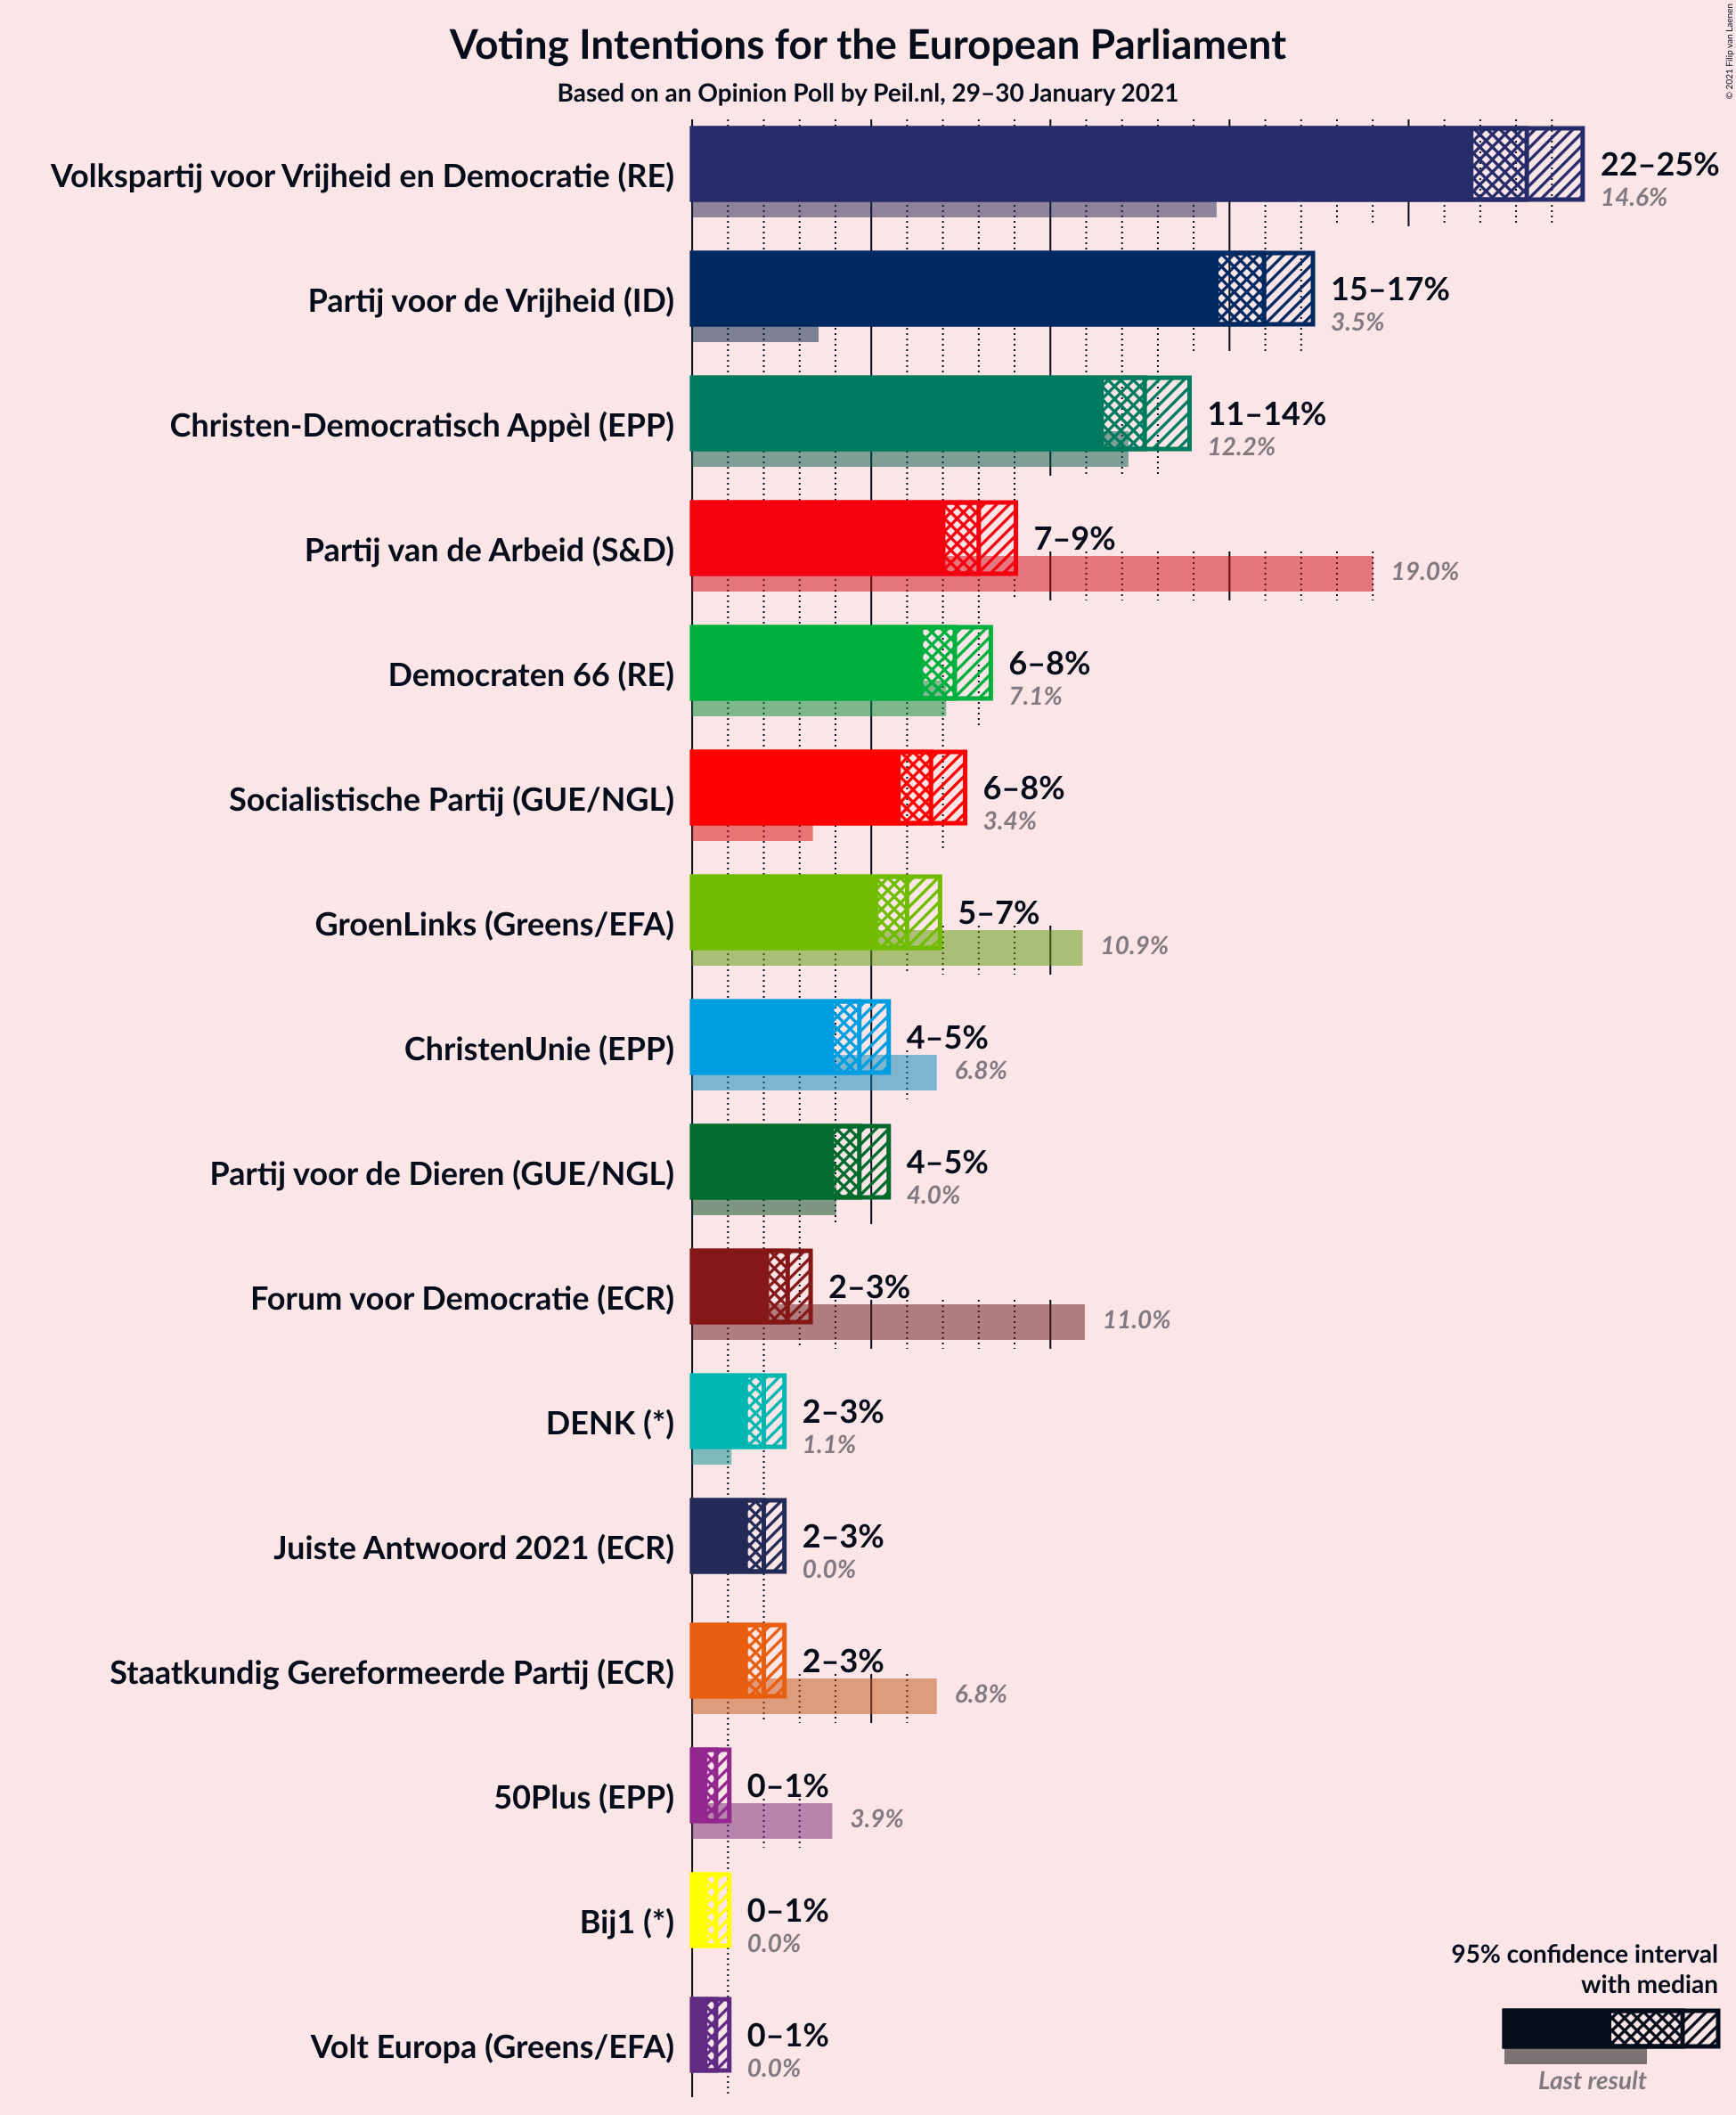 Voting Intentions for the European Parliament
Based on an Opinion Poll by Peil.nl, 29–30 January 2021
© 2021 Filip van Laenen
Volkspartij voor Vrijheid en Democratie (RE)
22–25%
14.6%
Partij voor de Vrijheid (ID)
15–17%
3.5%
Christen-Democratisch Appèl (EPP)
11–14%
12.2%
Partij van de Arbeid (S&D)
7–9%
19.0%
Democraten 66 (RE)
6–8%
7.1%
Socialistische Partij (GUE/NGL)
6–8%
3.4%
GroenLinks (Greens/EFA)
5–7%
10.9%
ChristenUnie (EPP)
4–5%
6.8%
Partij voor de Dieren (GUE/NGL)
4–5%
4.0%
Forum voor Democratie (ECR)
2–3%
11.0%
DENK (*)
2–3%
1.1%
Juiste Antwoord 2021 (ECR)
2–3%
0.0%
Staatkundig Gereformeerde Partij (ECR)
2–3%
6.8%
50Plus (EPP)
0–1%
3.9%
Bij1 (*)
0–1%
0.0%
Volt Europa (Greens/EFA)
0–1%
0.0%
95% confidence interval
with median
Last result